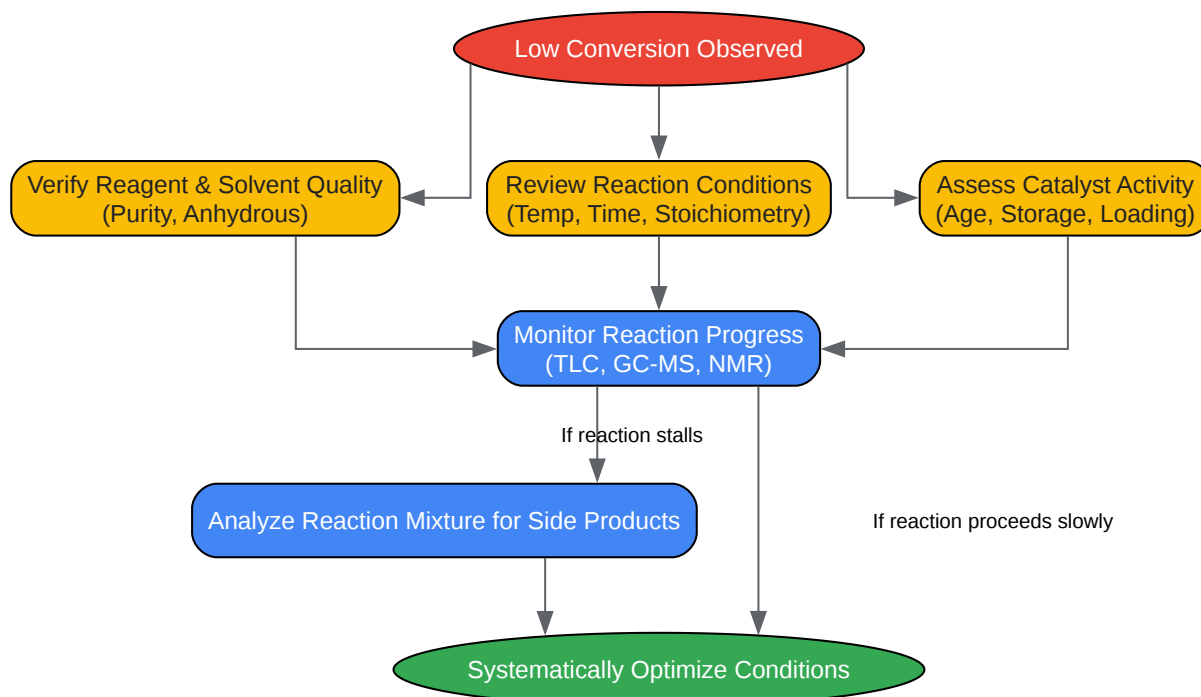 Low Conversion Observed
Verify Reagent & Solvent Quality
(Purity, Anhydrous)
Review Reaction Conditions
(Temp, Time, Stoichiometry)
Assess Catalyst Activity
(Age, Storage, Loading)
Monitor Reaction Progress
(TLC, GC-MS, NMR)
If reaction stalls
Analyze Reaction Mixture for Side Products
If reaction proceeds slowly
Systematically Optimize Conditions